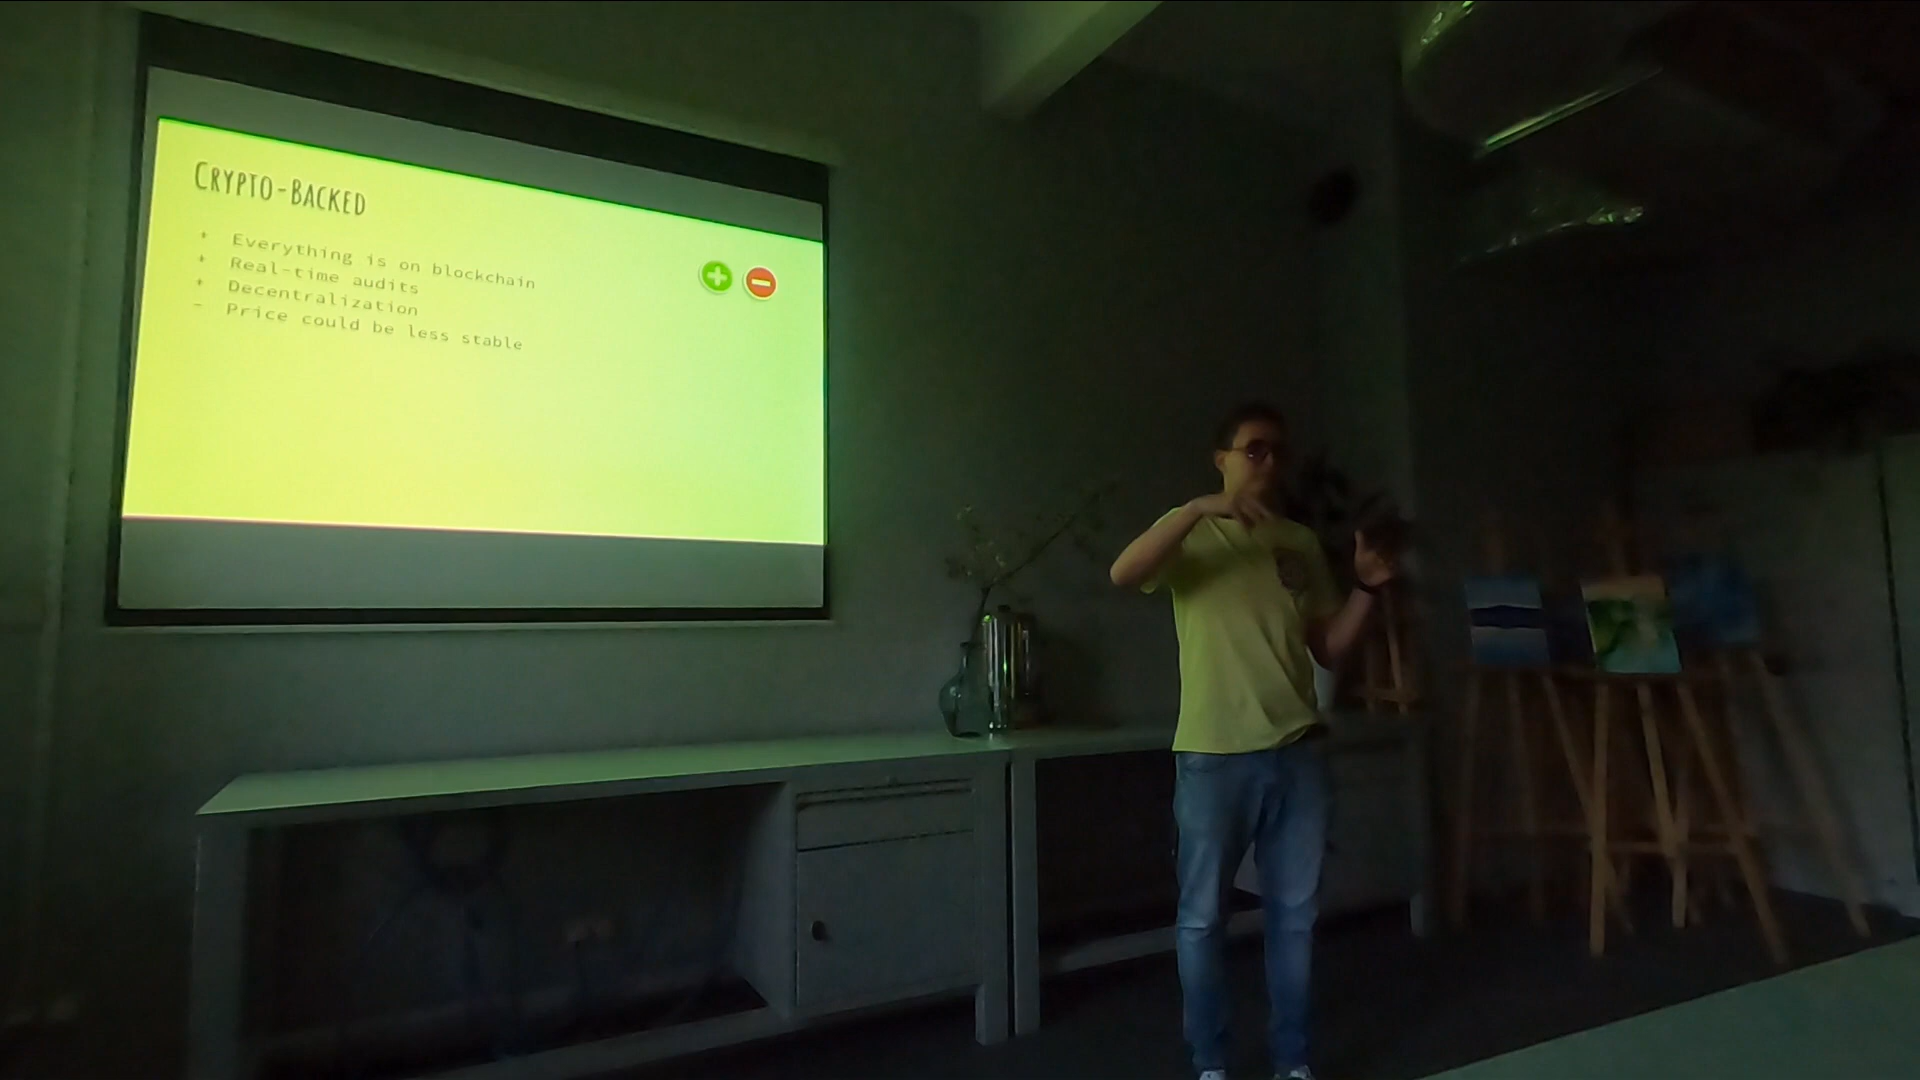 CRYPTO-BACKED
+ Everything is on blockchain
+ Real-time audits
+ Decentralization
- Price could be less stable